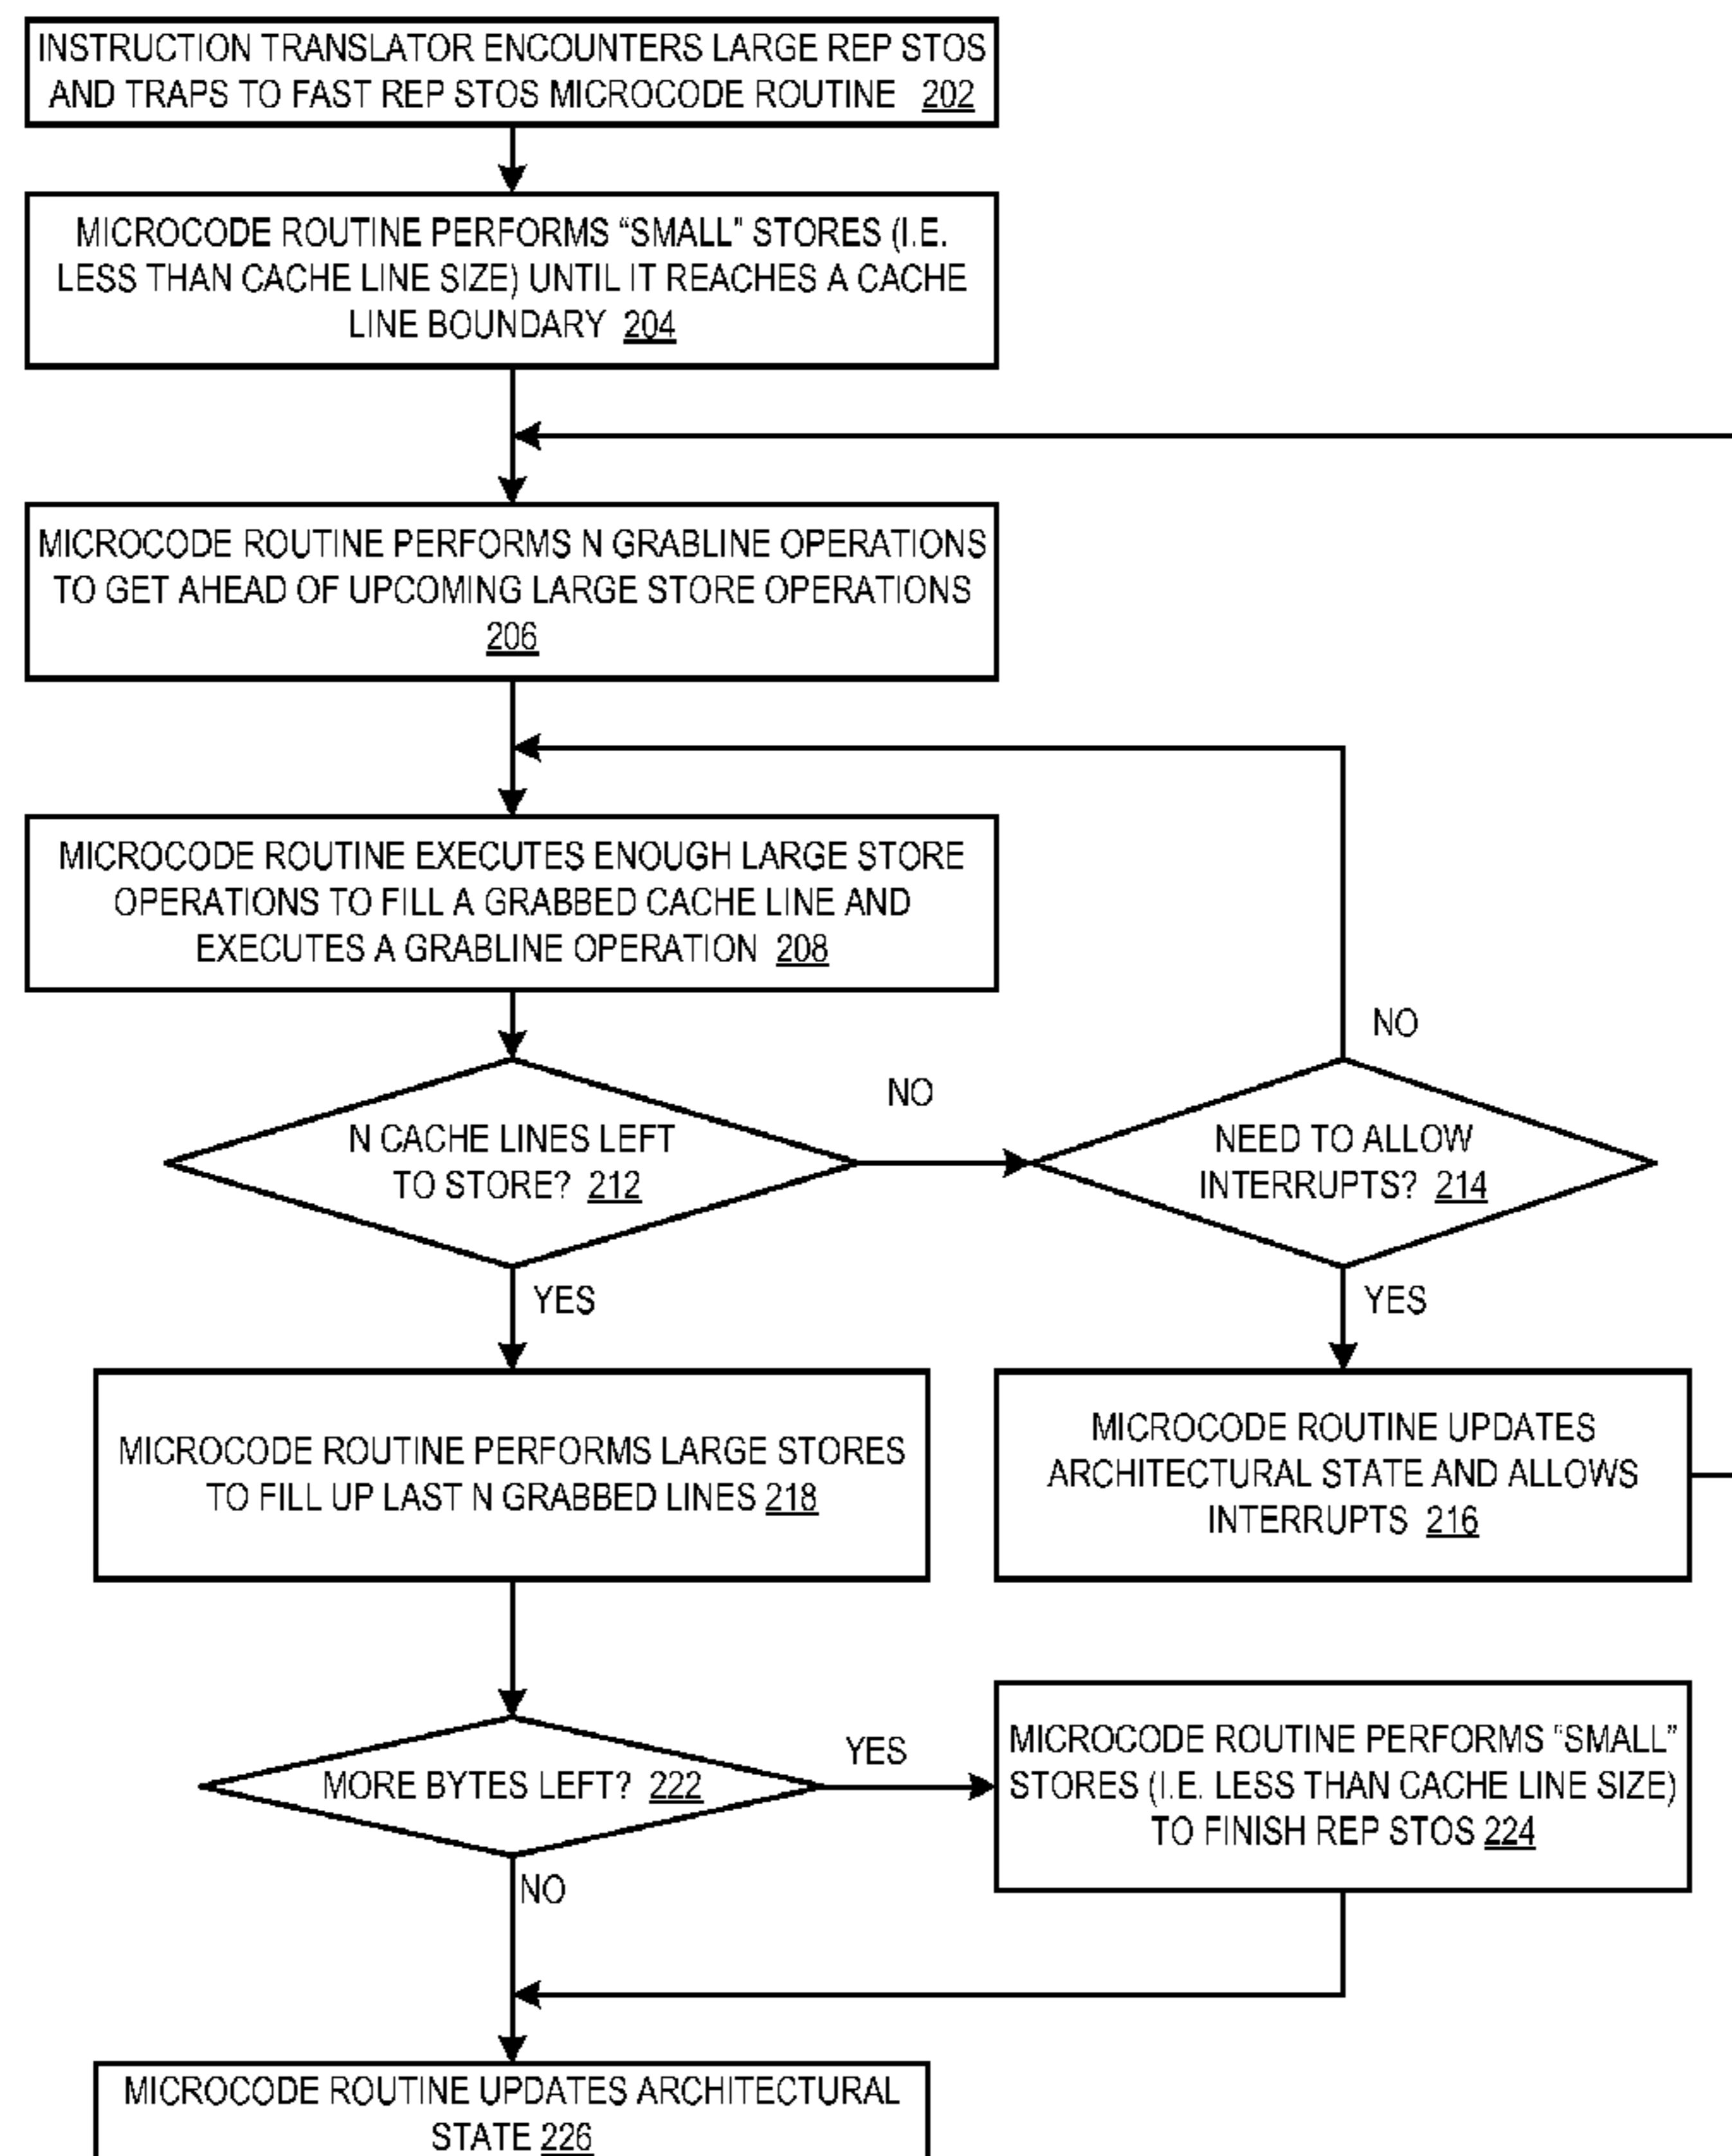 INSTRUCTION TRANSLATOR ENCOUNTERS LARGE REP STOS
AND TRAPS TO FAST REP STOS MICROCODE ROUTINE 202
MICROCODE ROUTINE PERFORMS “SMALL” STORES (I.E.
LESS THAN CACHE LINE SIZE) UNTIL IT REACHES A CACHE
LINE BOUNDARY 204
MICROCODE ROUTINE PERFORMS N GRABLINE OPERATIONS
TO GET AHEAD OF UPCOMING LARGE STORE OPERATIONS
206
MICROCODE ROUTINE EXECUTES ENOUGH LARGE STORE
OPERATIONS TO FILL A GRABBED CACHE LINE AND
EXECUTES A GRABLINE OPERATION 208
NO
NO
N CACHE LINES LEFT
TO STORE? 212
NEED TO ALLOW
INTERRUPTS? 214
YES
YES
MICROCODE ROUTINE PERFORMS LARGE STORES
TO FILL UP LAST N GRABBED LINES 218
MICROCODE ROUTINE UPDATES
ARCHITECTURAL STATE AND ALLOWS
INTERRUPTS 216
MORE BYTES LEFT? 222
YES
MICROCODE ROUTINE PERFORMS “SMALL”
STORES (I.E. LESS THAN CACHE LINE SIZE)
TO FINISH REP STOS 224
NO
MICROCODE ROUTINE UPDATES ARCHITECTURAL
STATE 226